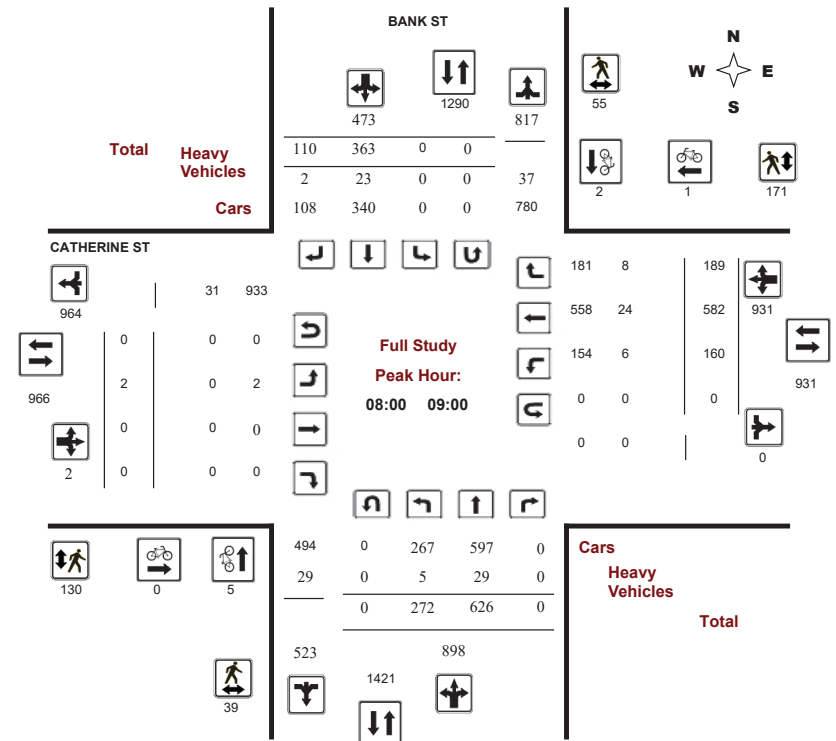 BANK ST
N
W E
S
1290
55
473 817
Total Heavy Vehicles
Cars
110 363 0 0
2 23 0 0 37
108 340 0 0 780
2 1 171
CATHERINE ST
964
31 933
181 8 189
931
558 24 582
154 6 160
0 0 0
0 0
0
931
966
0 0 0
2 0 2
0 0 0
2
0 0 0
Full Study
Peak Hour:
08:00 09:00
130 0 5
39
494 0 267 597 0
29 0 5 29 0
0 272 626 0
523 898
1421
Cars
Heavy
Vehicles
Total